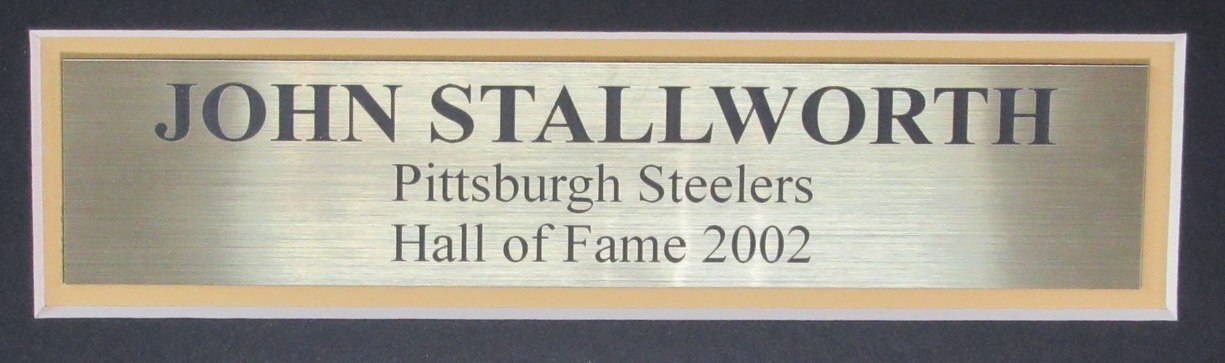 JOHN STALLWORTH
Pittsburgh Steelers
Hall of Fame 2002